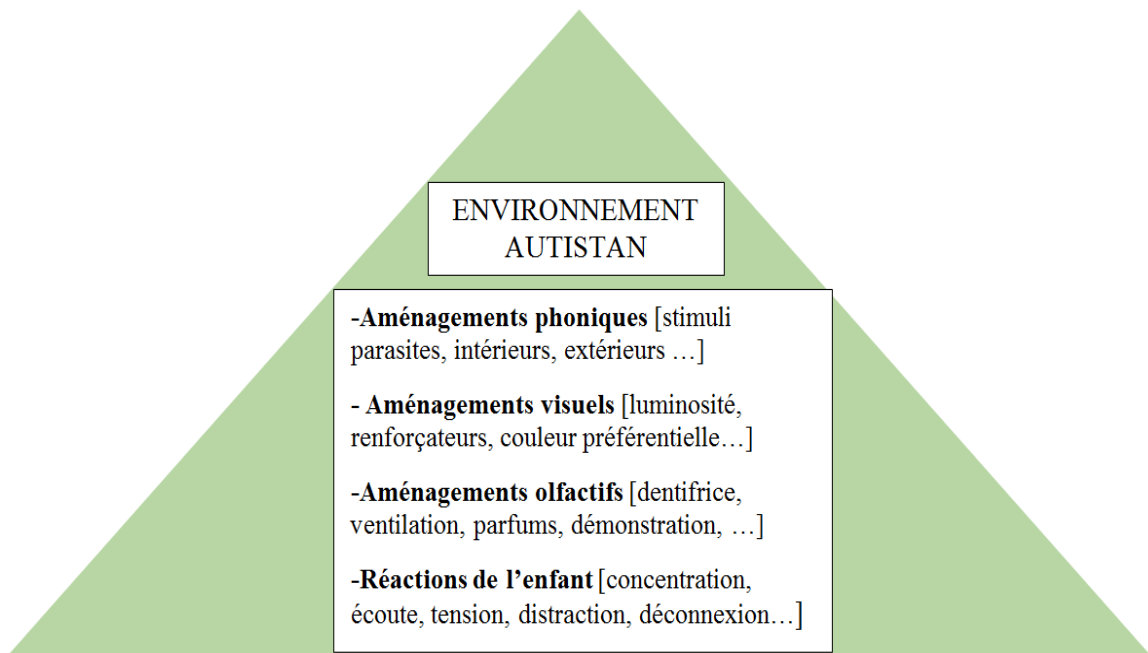 ENVIRONNEMENT
AUTISTAN
-Aménagements phoniques [stimuli
parasites, intérieurs, extérieurs …]
- Aménagements visuels [luminosité,
renforçateurs, couleur préférentielle…]
-Aménagements olfactifs [dentifrice,
ventilation, parfums, démonstration, …]
-Réactions de l’enfant [concentration,
écoute, tension, distraction, déconnexion…]